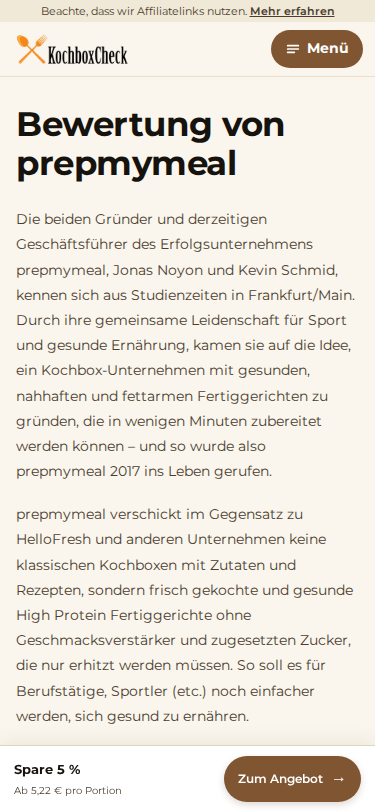 Beachte, dass wir Affiliatelinks nutzen. Mehr erfahren
KochboxCheck
Menü
Bewertung von
prepmymeal
Die beiden Gründer und derzeitigen
Geschäftsführer des Erfolgsunternehmens
prepmymeal, Jonas Noyon und Kevin Schmid,
kennen sich aus Studienzeiten in Frankfurt/Main.
Durch ihre gemeinsame Leidenschaft für Sport
und gesunde Ernährung, kamen sie auf die Idee,
ein Kochbox-Unternehmen mit gesunden,
nahhaften und fettarmen Fertiggerichten zu
gründen, die in wenigen Minuten zubereitet
werden können – und so wurde also
prepmymeal 2017 ins Leben gerufen.
prepmymeal verschickt im Gegensatz zu
HelloFresh und anderen Unternehmen keine
klassischen Kochboxen mit Zutaten und
Rezepten, sondern frisch gekochte und gesunde
High Protein Fertiggerichte ohne
Geschmacksverstärker und zugesetzten Zucker,
die nur erhitzt werden müssen. So soll es für
Berufstätige, Sportler (etc.) noch einfacher
werden, sich gesund zu ernähren.
Spare 5 %
Ab 5,22 € pro Portion
Zum Angebot →